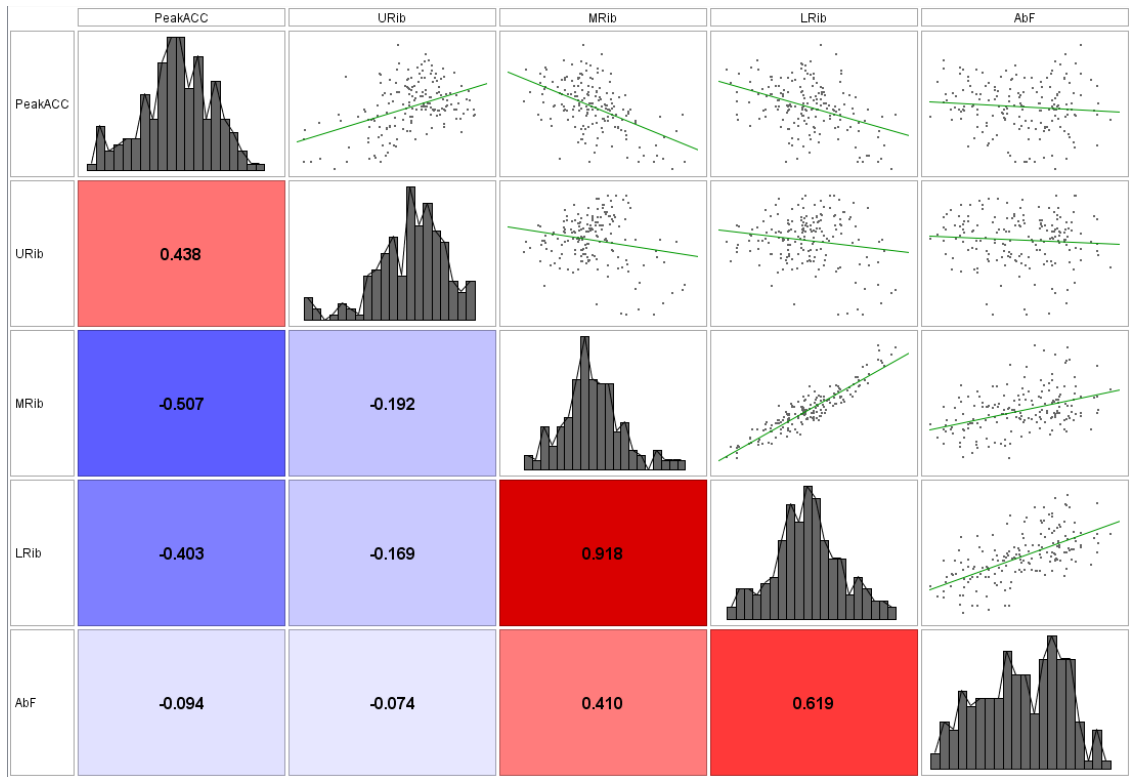 PeakACC URib MRib LRib AbF
PeakACC
URib 0.438
MRib -0.507 -0.192
LRib -0.403 -0.169 0.918
AbF -0.094 -0.074 0.410 0.619